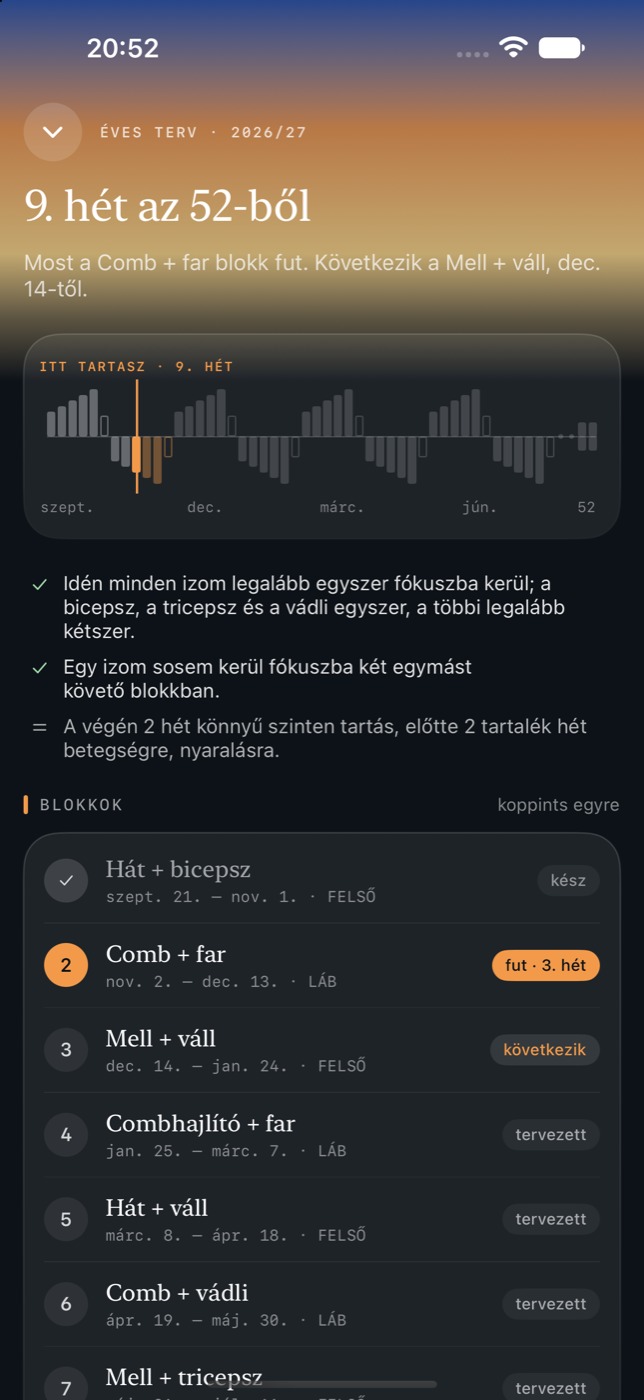 20:52
ÉVES TERV · 2026/27
9. hét az 52-ből
Most a Comb + far blokk fut. Következik a Mell + váll, dec.
14-től.
ITT TARTASZ · 9. HÉT
szept. dec. márc. jún. 52
Idén minden izom legalább egyszer fókuszba kerül; a
bicepsz, a tricepsz és a vádli egyszer, a többi legalább
kétszer.
Egy izom sosem kerül fókuszba két egymást
követő blokkban.
A végén 2 hét könnyű szinten tartás, előtte 2 tartalék hét
betegségre, nyaralásra.
BLOKKOK koppints egyre
Hát + bicepsz
szept. 21. – nov. 1. · FELSŐ
kész
2
Comb + far
nov. 2. – dec. 13. · LÁB
fut · 3. hét
3
Mell + váll
dec. 14. – jan. 24. · FELSŐ
következik
4
Combhajlító + far
jan. 25. – márc. 7. · LÁB
tervezett
5
Hát + váll
márc. 8. – ápr. 18. · FELSŐ
tervezett
6
Comb + vádli
ápr. 19. – máj. 30. · LÁB
tervezett
7
Mell + tricepsz
tervezett